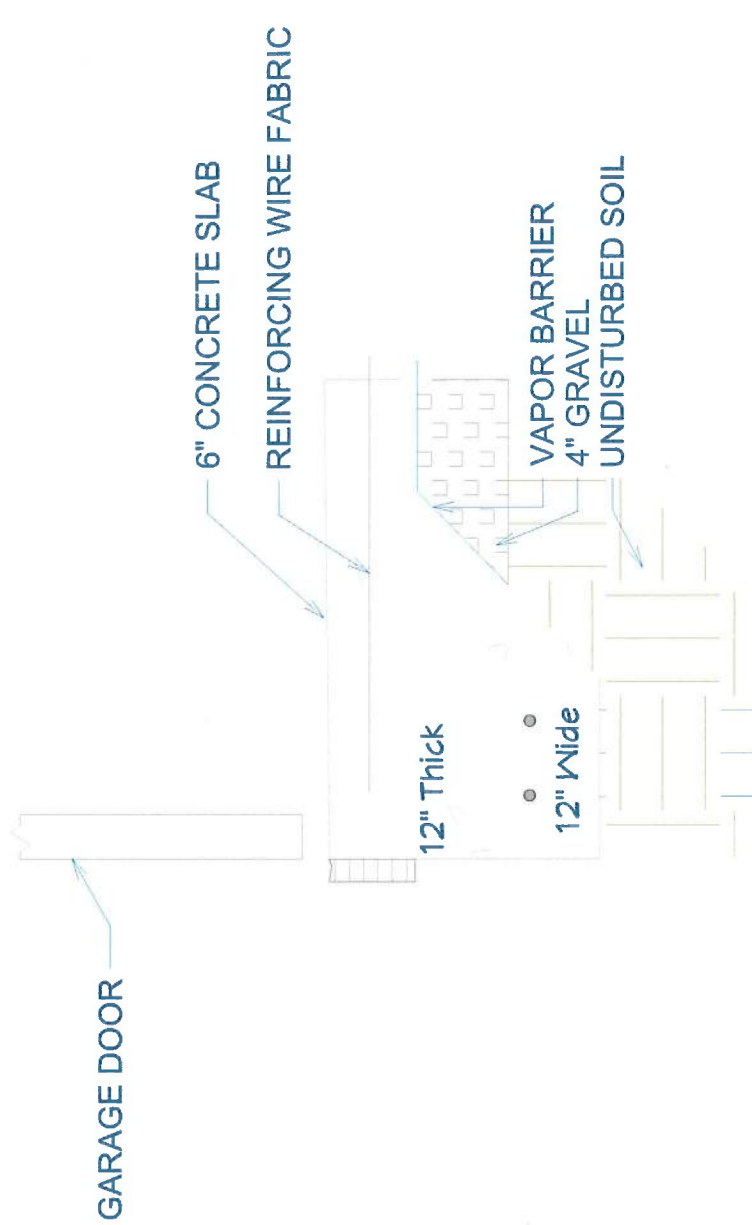 GARAGE DOOR
6" CONCRETE SLAB
REINFORCING WIRE FABRIC
12" Thick
12" Wide
VAPOR BARRIER
4" GRAVEL
UNDISTURBED SOIL